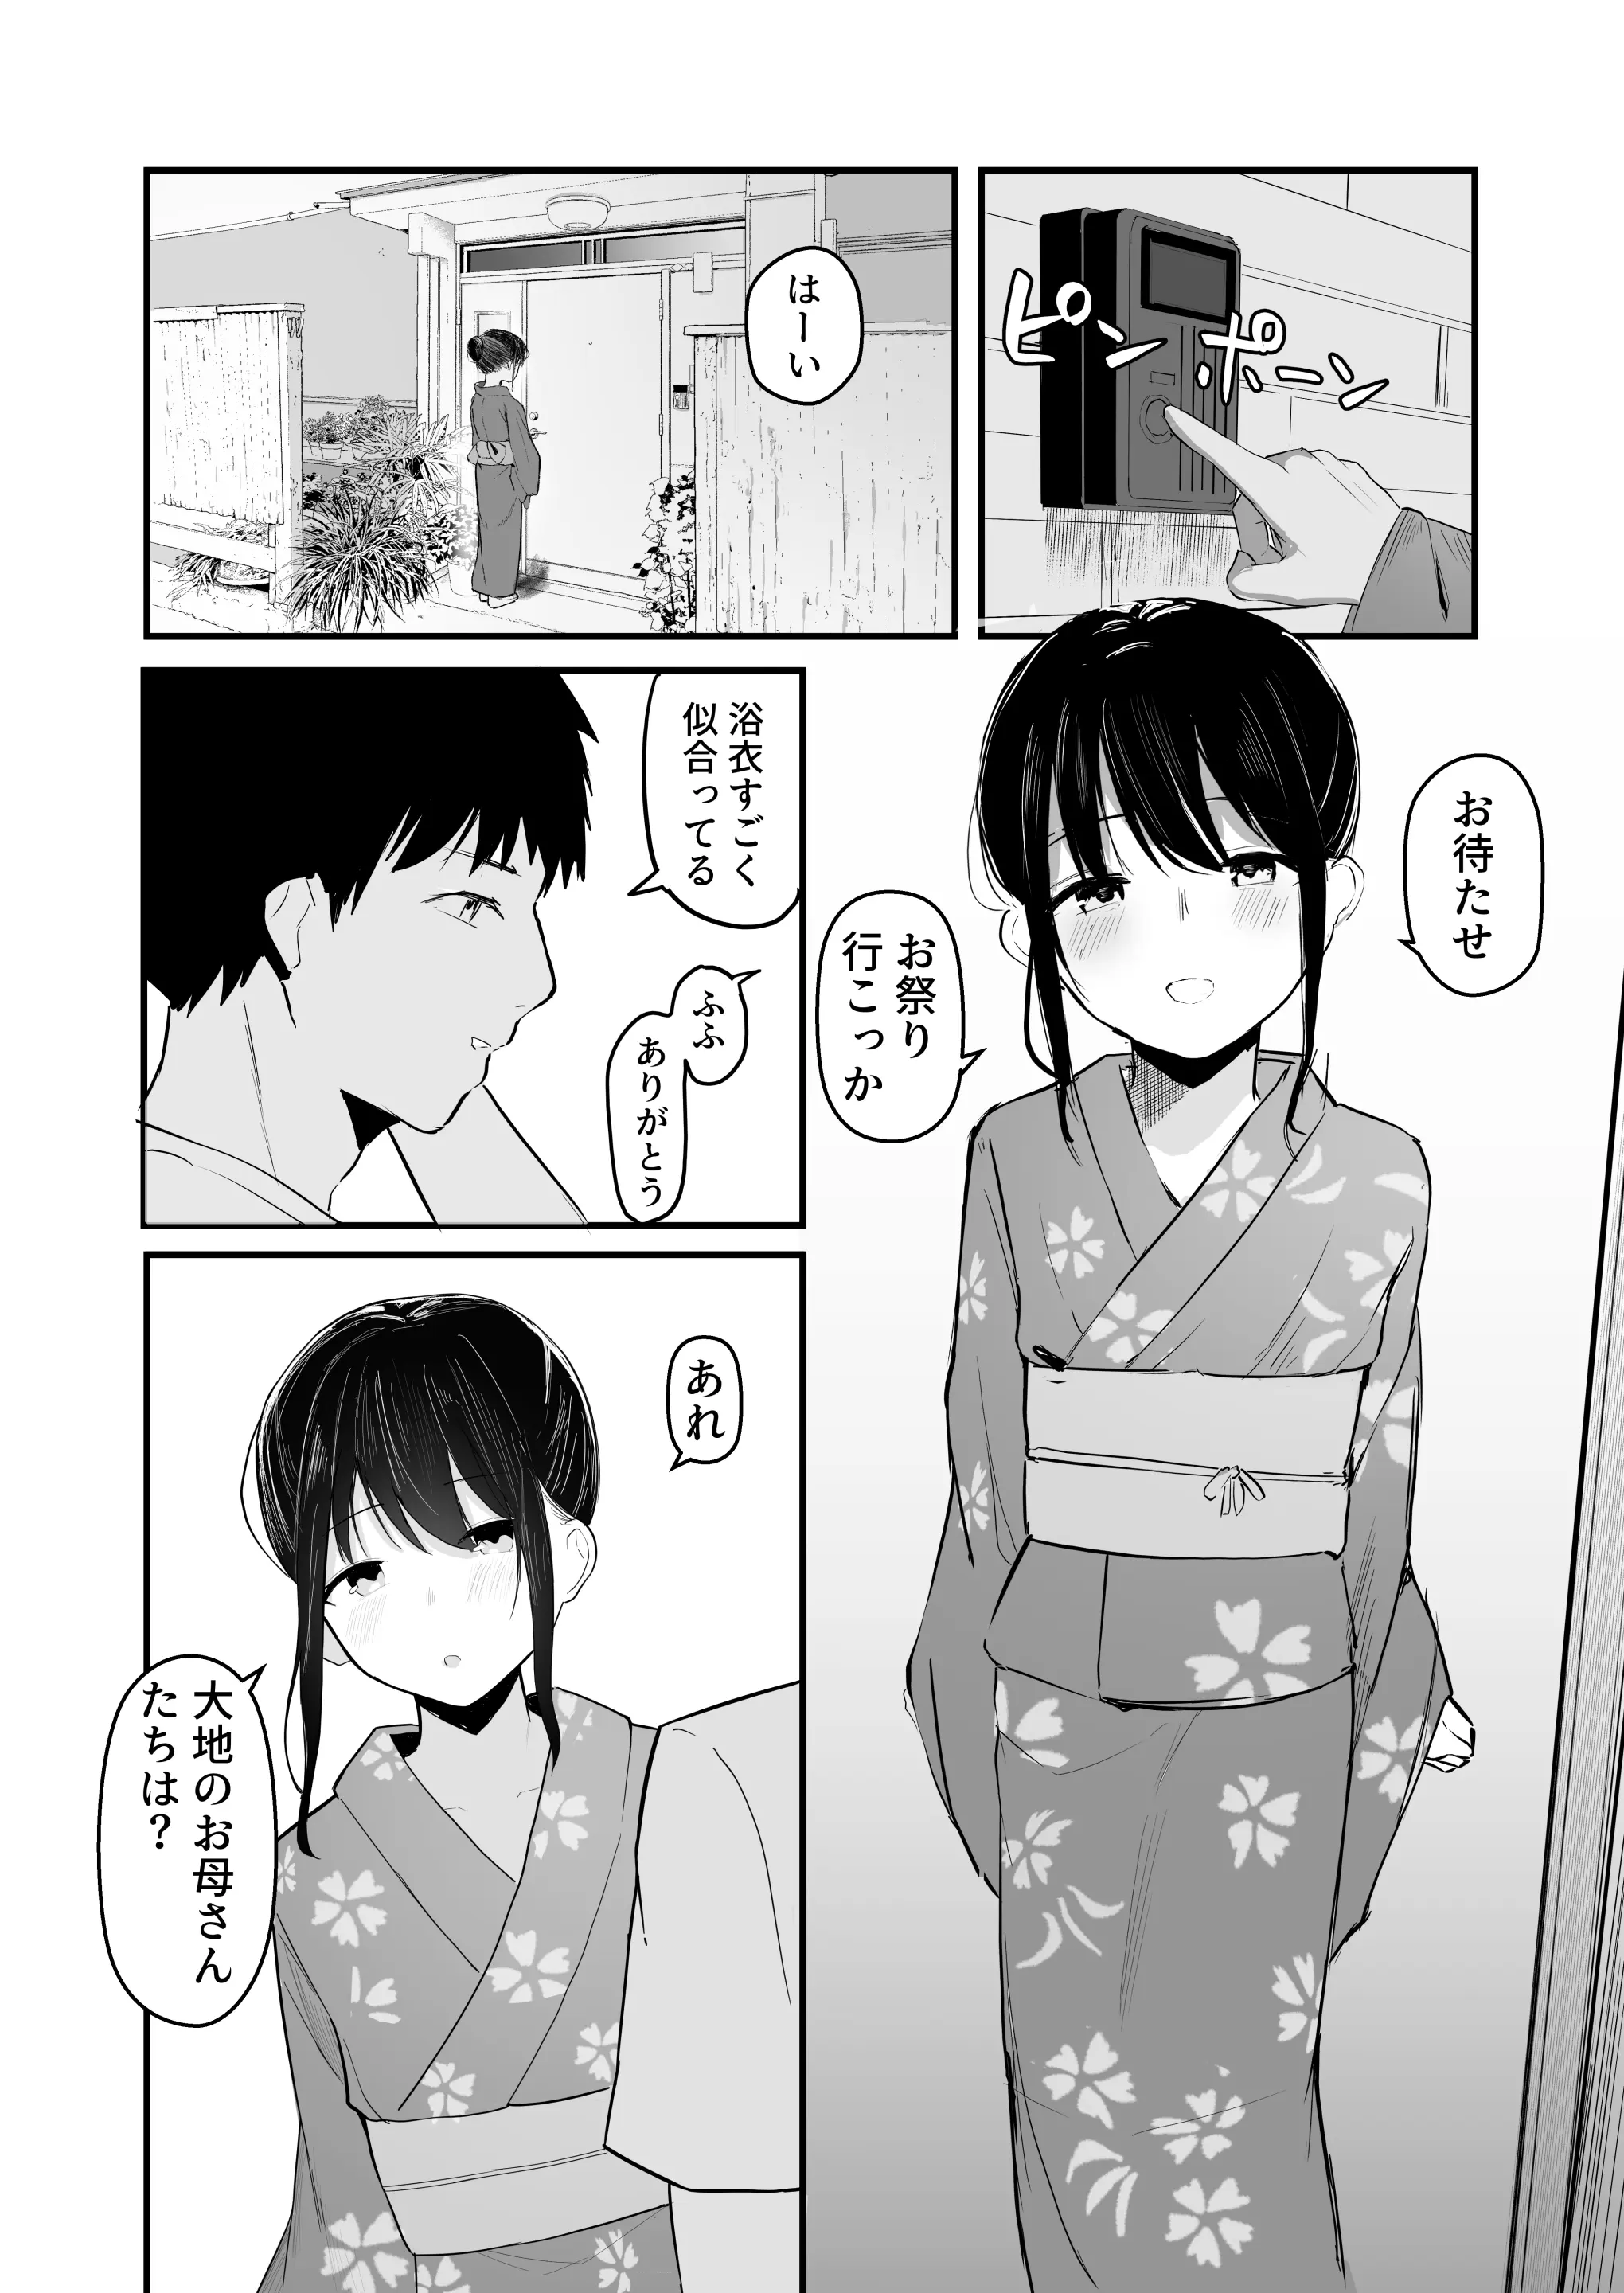 ピンポーン
はーい
お待たせ
お祭り
行こっか
浴衣すごく
似合ってる
ふふ
ありがとう
あれ
大地のお母さん
たちは？